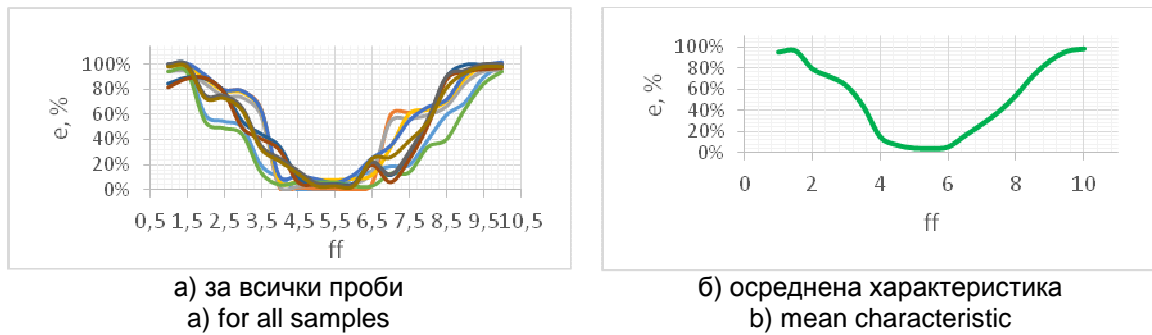 100%
80%
60%
40%
20%
0%
e, %
0,5 1,5 2,5 3,5 4,5 5,5 6,5 7,5 8,5 9,5 10,5
ff
а) за всички проби
a) for all samples
100%
80%
60%
40%
20%
0%
e, %
0 2 4 6 8 10
ff
б) осреднена характеристика
b) mean characteristic